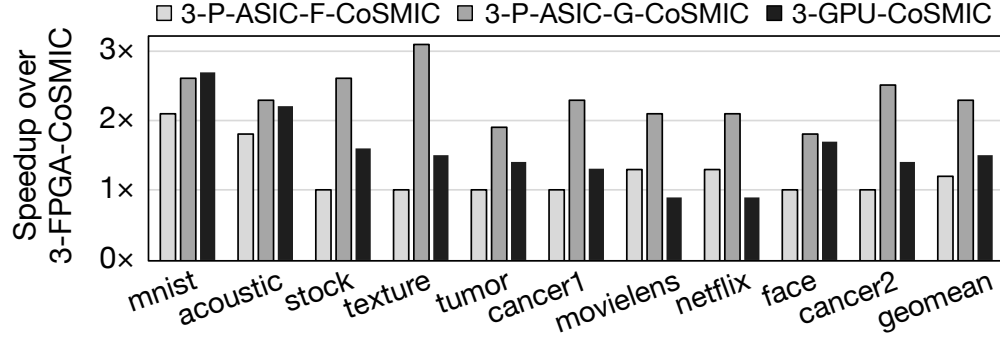 3-P-ASIC-F-CoSMIC 3-P-ASIC-G-CoSMIC 3-GPU-CoSMIC
Speedup over
3-FPGA-CoSMIC
3×
2×
1×
0×
mnist
acoustic
stock
texture
tumor
cancer1
movielens
netflix
face
cancer2
geomean